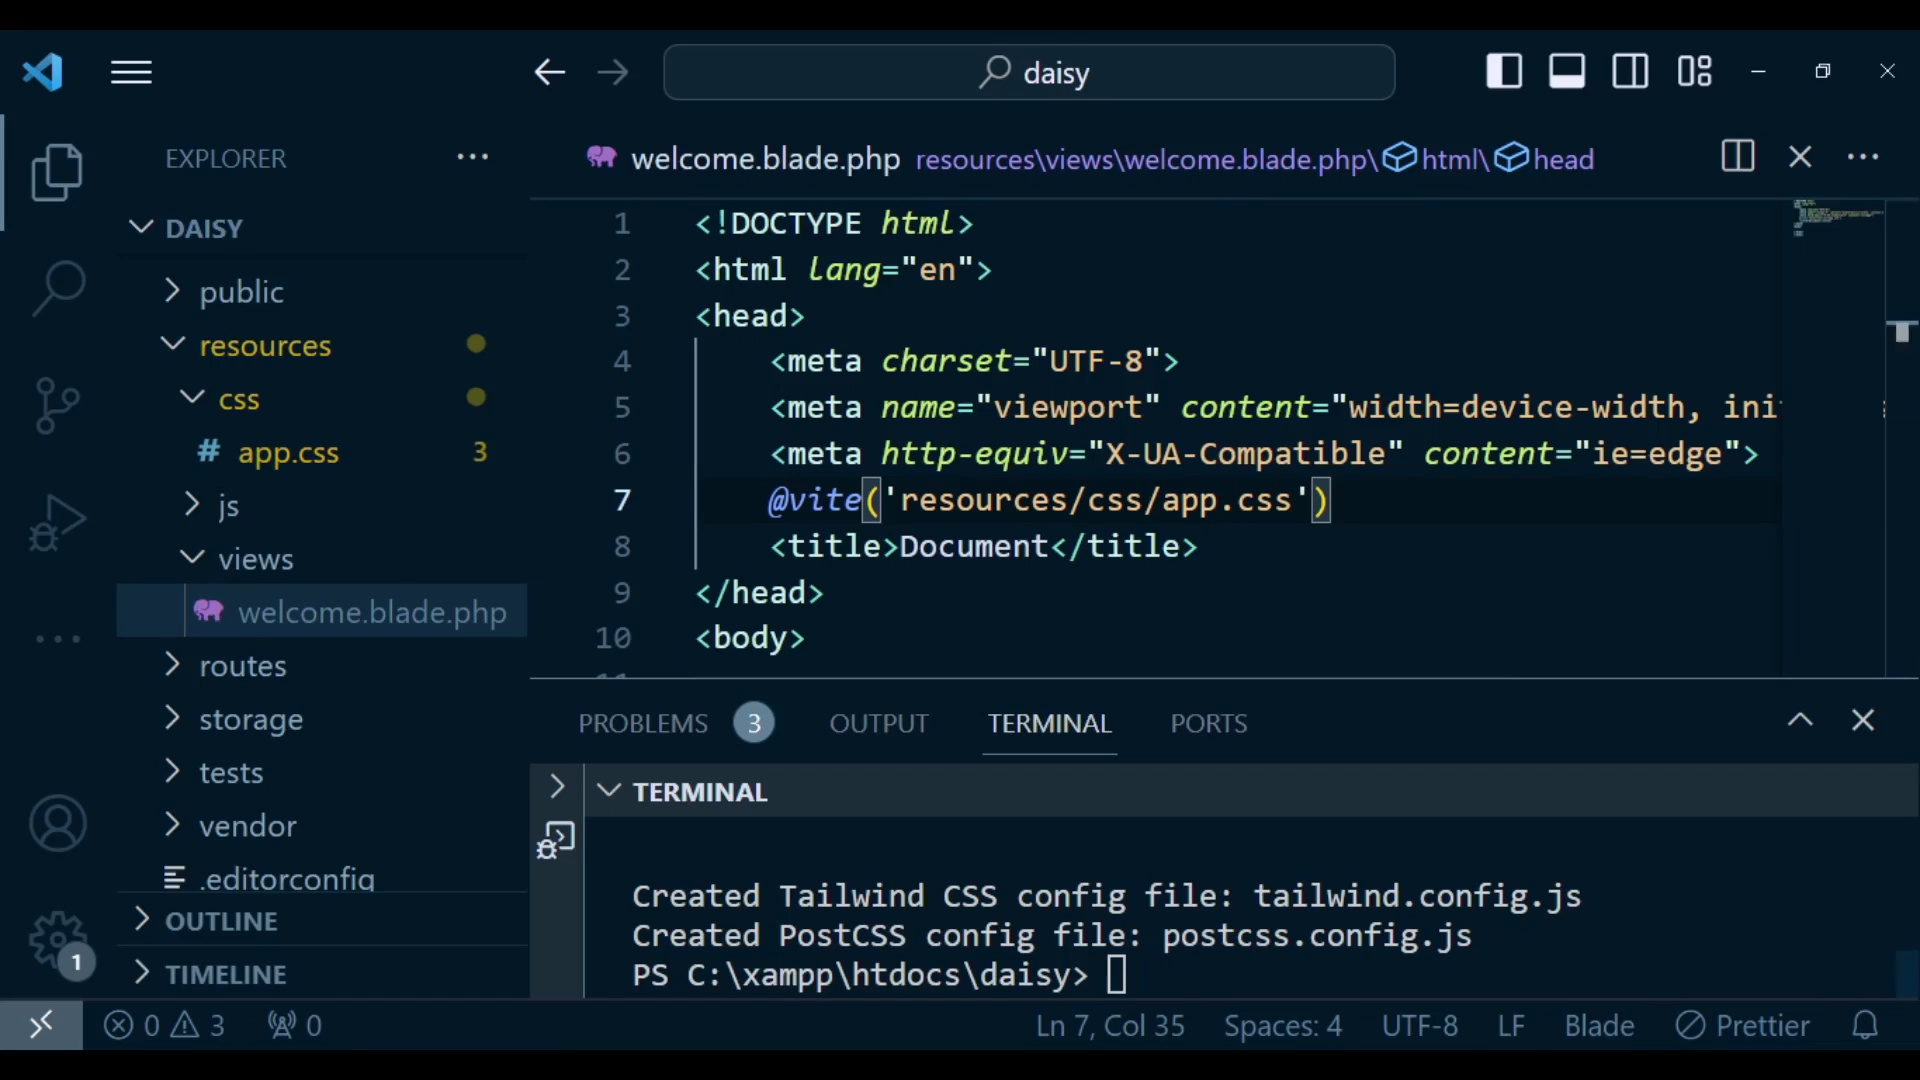 daisy
EXPLORER
DAISY
public
resources
css
# app.css 3
js
views
welcome.blade.php
routes
storage
tests
vendor
.editorconfig
OUTLINE
TIMELINE
1
welcome.blade.php resources\views\welcome.blade.php\html\head
1 <!DOCTYPE html>
2 <html lang="en">
3 <head>
4 <meta charset="UTF-8">
5 <meta name="viewport" content="width=device-width, init
6 <meta http-equiv="X-UA-Compatible" content="ie=edge">
7 @vite('resources/css/app.css')
8 <title>Document</title>
9 </head>
10 <body>
PROBLEMS 3 OUTPUT TERMINAL PORTS
TERMINAL
Created Tailwind CSS config file: tailwind.config.js
Created PostCSS config file: postcss.config.js
PS C:\xampp\htdocs\daisy>
0 3 0 Ln 7, Col 35 Spaces: 4 UTF-8 LF Blade Prettier